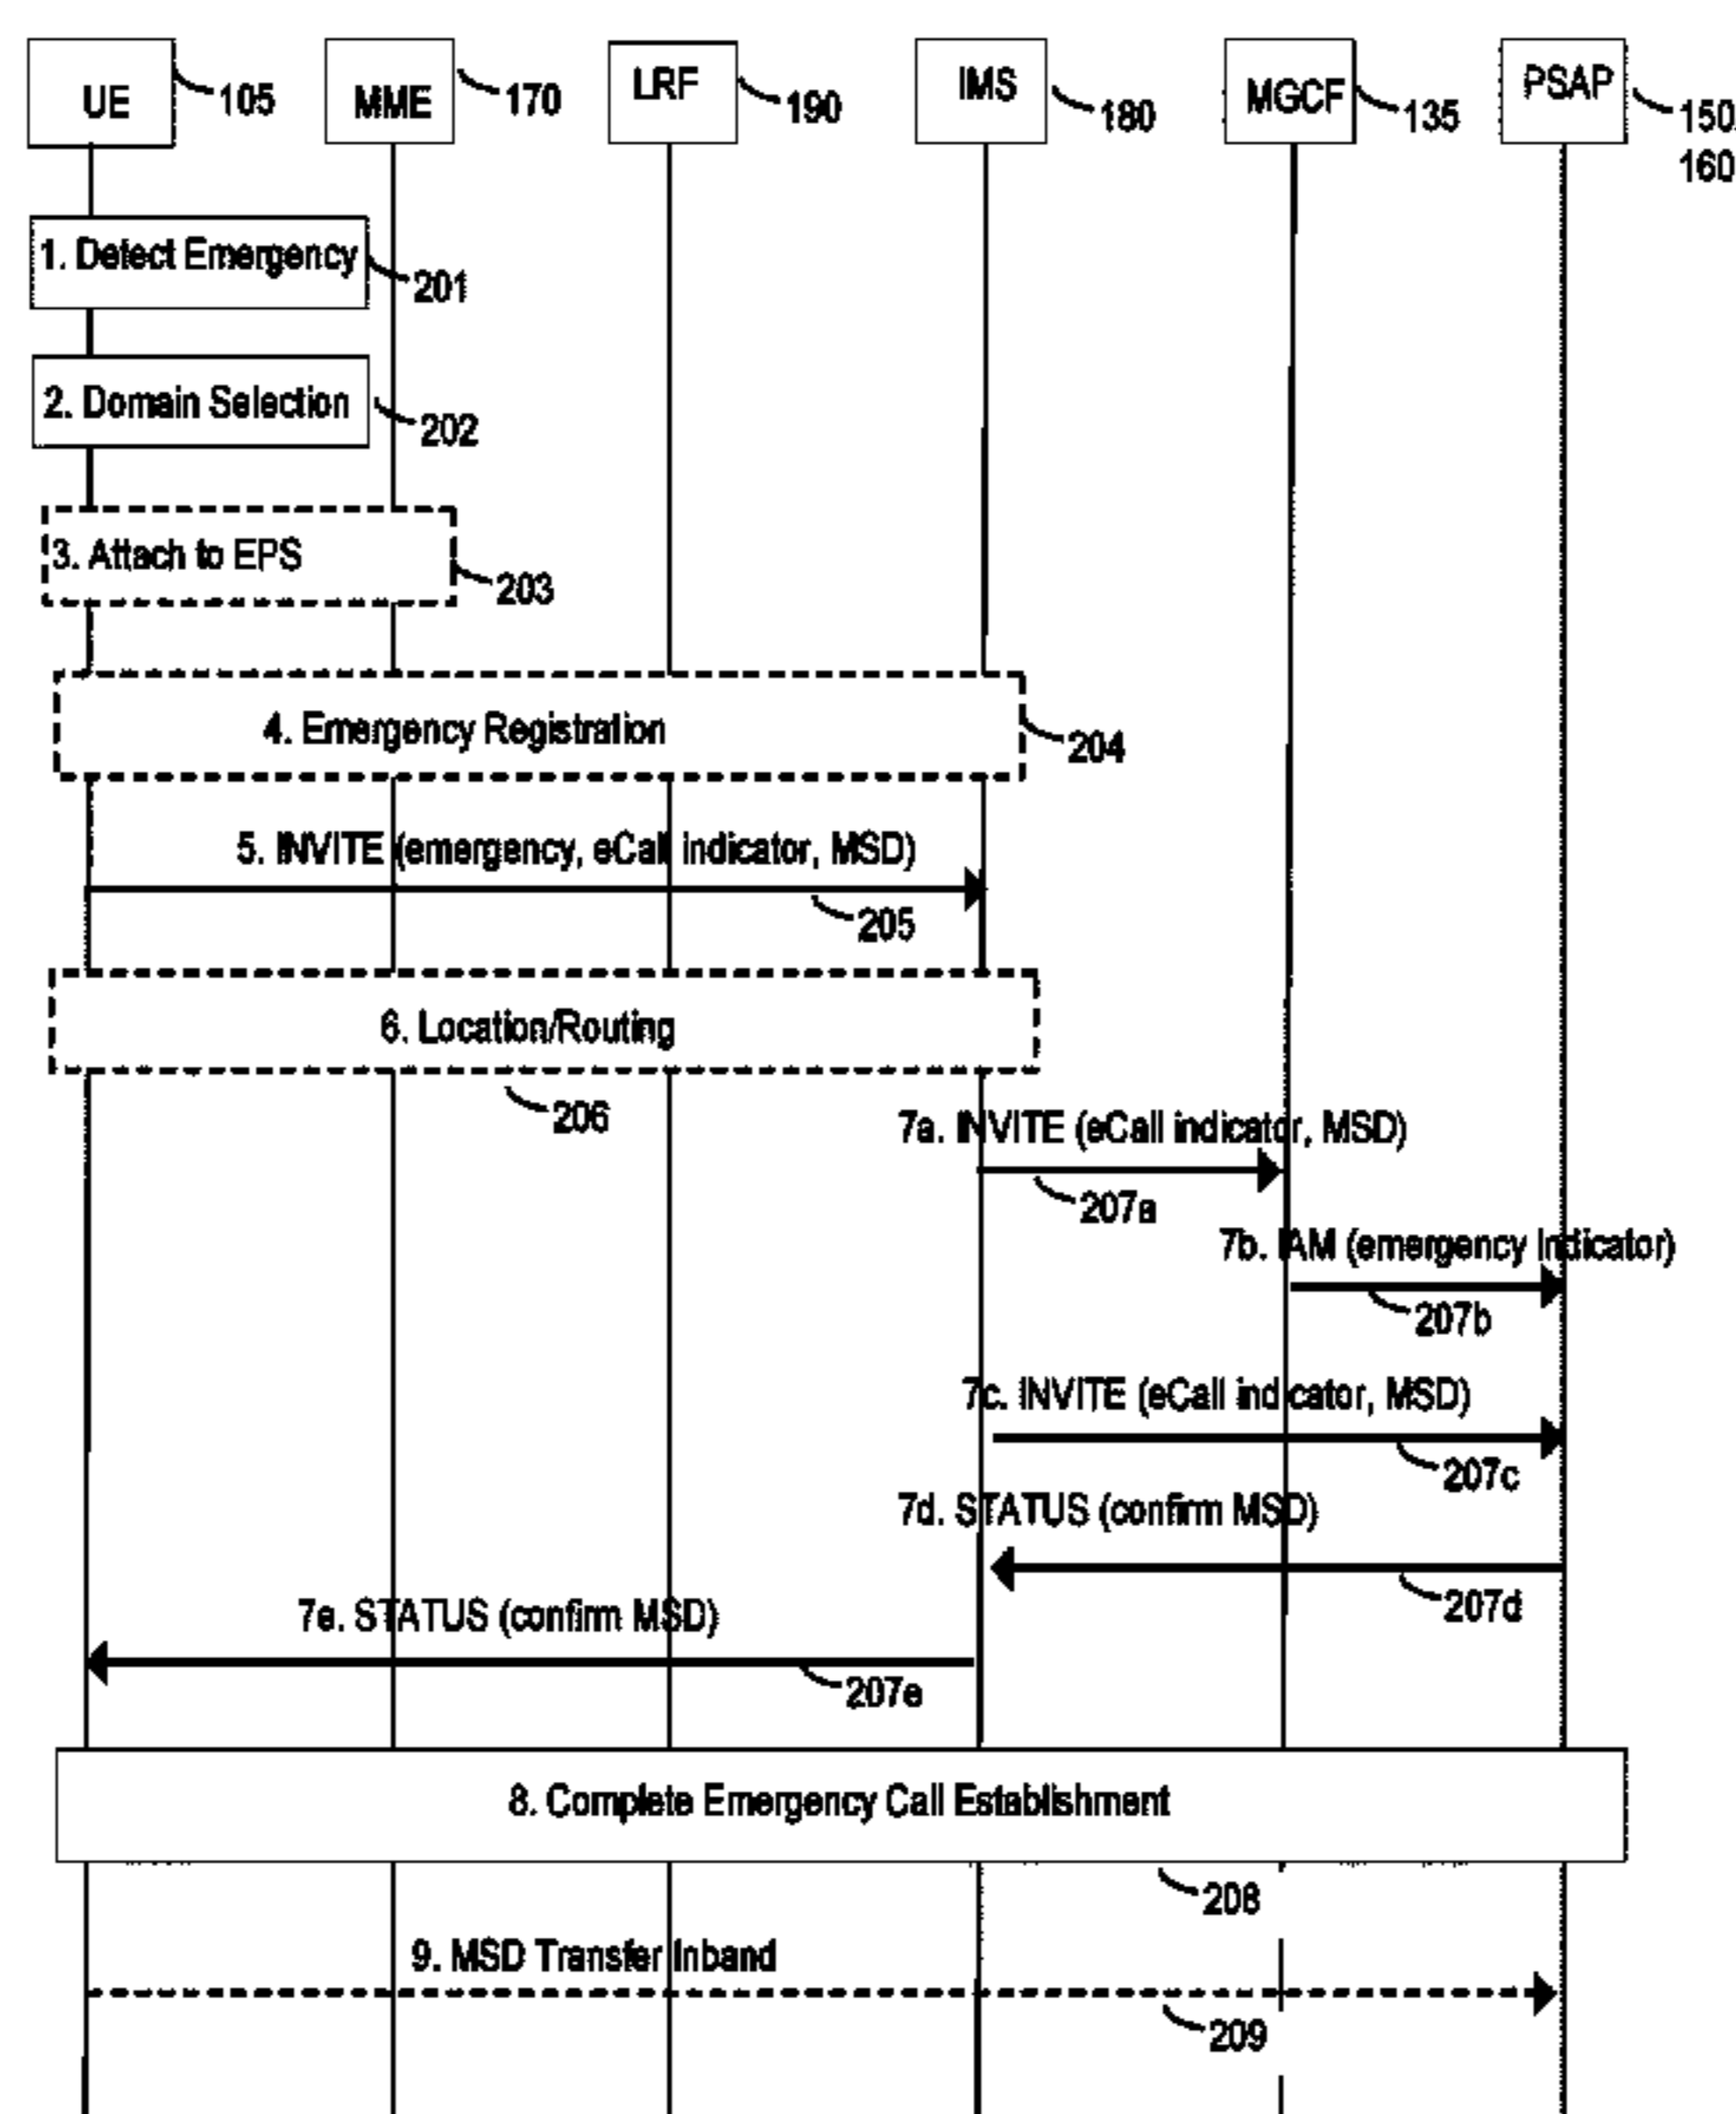 UE 105 MME 170 LRF 190 IMS 180 MGCF 135 PSAP 150
160
1. Detect Emergency
201
2. Domain Selection
202
3. Attach to EPS
203
4. Emergency Registration
204
5. INVITE (emergency, eCall indicator, MSD)
205
6. Location/Routing
206
7a. INVITE (eCall indicator, MSD)
207a
7b. IAM (emergency Indicator)
207b
7c. INVITE (eCall indicator, MSD)
207c
7d. STATUS (confirm MSD)
207d
7e. STATUS (confirm MSD)
207e
8. Complete Emergency Call Establishment
208
9. MSD Transfer Inband
209